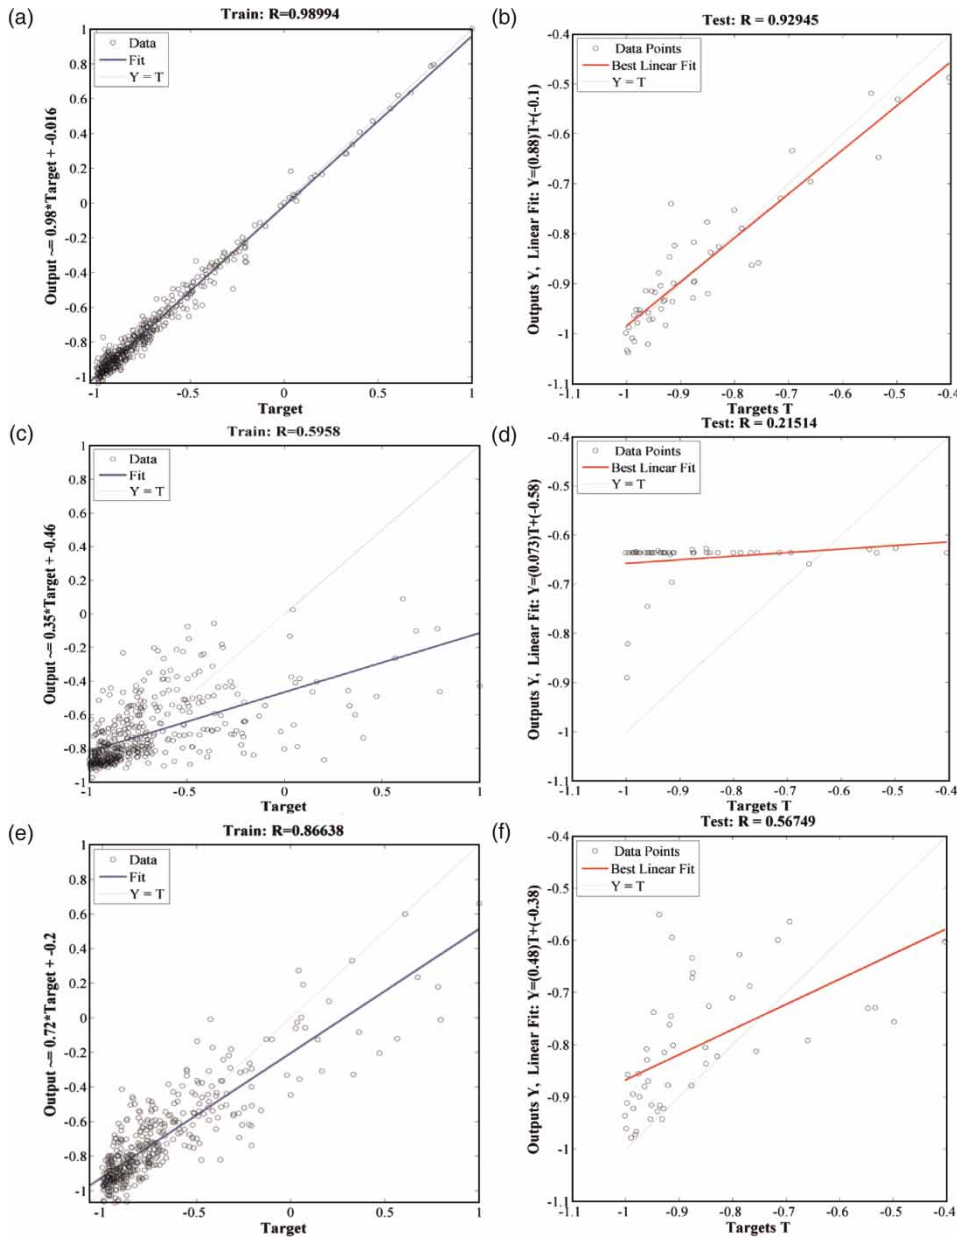 (a)
Train: R=0.98994
Data
Fit
Y = T
Output ~= 0.98*Target + -0.016
1
0.8
0.6
0.4
0.2
0
-0.2
-0.4
-0.6
-0.8
-1
-1 -0.5 0 0.5 1
Target
(b)
Test: R = 0.92945
Data Points
Best Linear Fit
Y = T
Outputs Y, Linear Fit: Y=(0.88)T+(-0.1)
-0.4
-0.5
-0.6
-0.7
-0.8
-0.9
-1
-1.1
-1.1 -1 -0.9 -0.8 -0.7 -0.6 -0.5 -0.4
Targets T
(c)
Train: R=0.5958
Data
Fit
Y = T
Output ~= 0.35*Target + -0.46
1
0.8
0.6
0.4
0.2
0
-0.2
-0.4
-0.6
-0.8
-1
-1 -0.5 0 0.5 1
Target
(d)
Test: R = 0.21514
Data Points
Best Linear Fit
Y = T
Outputs Y, Linear Fit: Y=(0.073)T+(-0.58)
-0.4
-0.5
-0.6
-0.7
-0.8
-0.9
-1
-1.1
-1.1 -1 -0.9 -0.8 -0.7 -0.6 -0.5 -0.4
Targets T
(e)
Train: R=0.86638
Data
Fit
Y = T
Output ~= 0.72*Target + -0.2
1
0.8
0.6
0.4
0.2
0
-0.2
-0.4
-0.6
-0.8
-1
-1 -0.5 0 0.5 1
Target
(f)
Test: R = 0.56749
Data Points
Best Linear Fit
Y = T
Outputs Y, Linear Fit: Y=(0.48)T+(-0.38)
-0.4
-0.5
-0.6
-0.7
-0.8
-0.9
-1
-1.1
-1.1 -1 -0.9 -0.8 -0.7 -0.6 -0.5 -0.4
Targets T